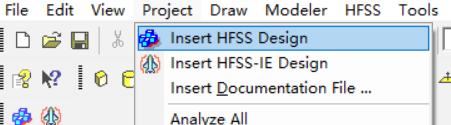 File Edit View Project Draw Modeler HFSS Tools
Insert HFSS Design
Insert HFSS-IE Design
Insert Documentation File ...
Analyze All